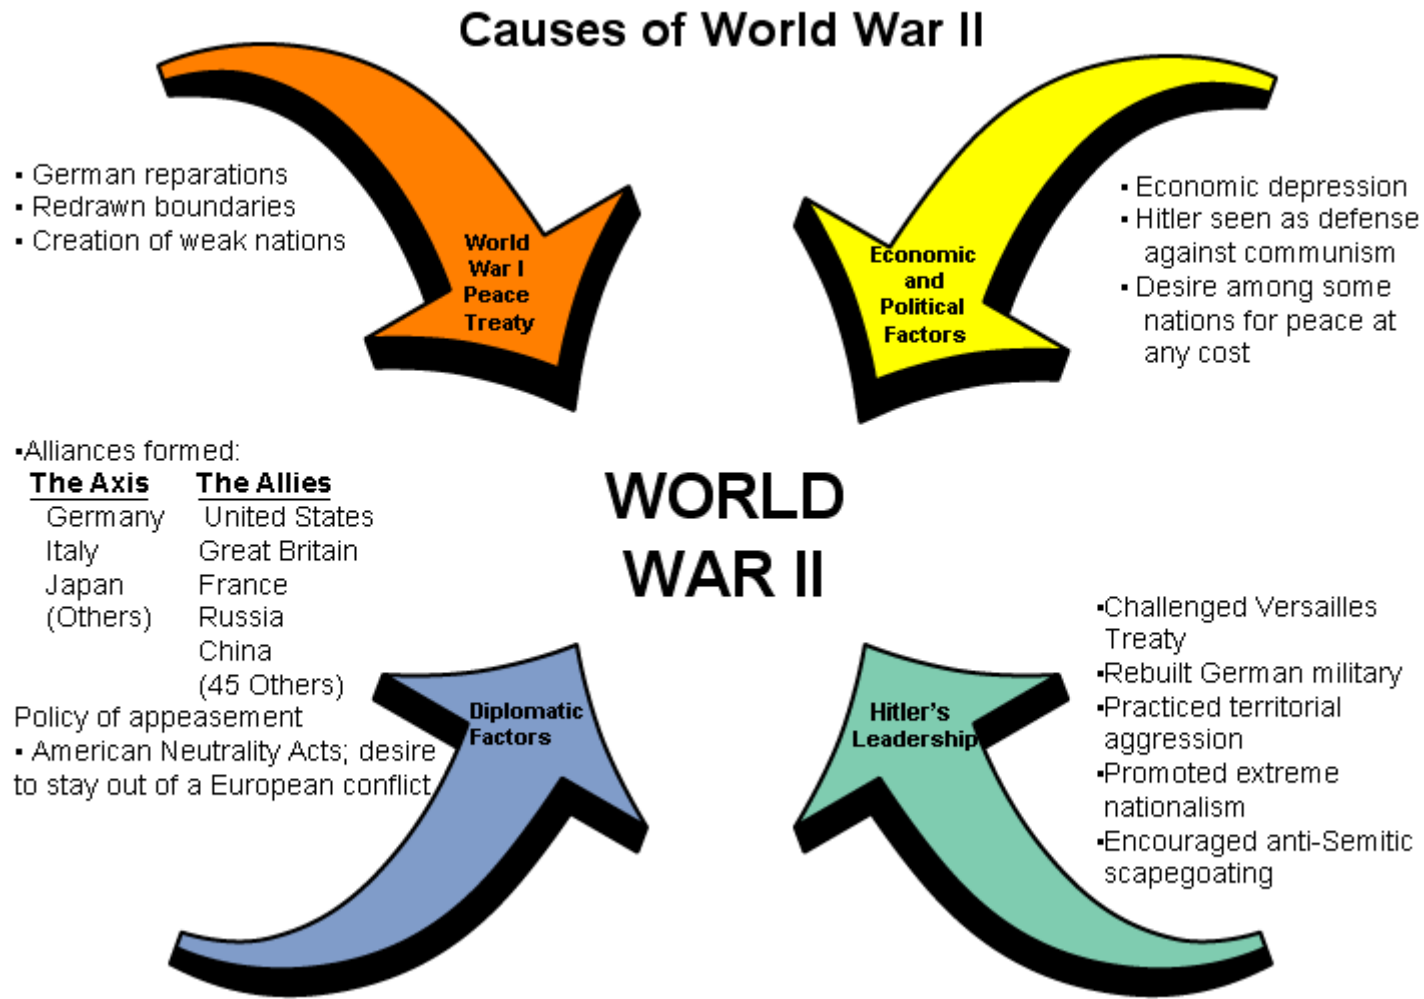 Causes of World War II
▪ German reparations
▪ Redrawn boundaries
▪ Creation of weak nations
World
War I
Peace
Treaty
Economic
and
Political
Factors
▪ Economic depression
▪ Hitler seen as defense
against communism
▪ Desire among some
nations for peace at
any cost
▪Alliances formed:
The Axis The Allies
Germany United States
Italy Great Britain
Japan France
(Others) Russia
China
(45 Others)
Policy of appeasement
▪ American Neutrality Acts; desire
to stay out of a European conflict
WORLD
WAR II
Diplomatic
Factors
Hitler's
Leadership
▪Challenged Versailles
Treaty
▪Rebuilt German military
▪Practiced territorial
aggression
▪Promoted extreme
nationalism
▪Encouraged anti-Semitic
scapegoating